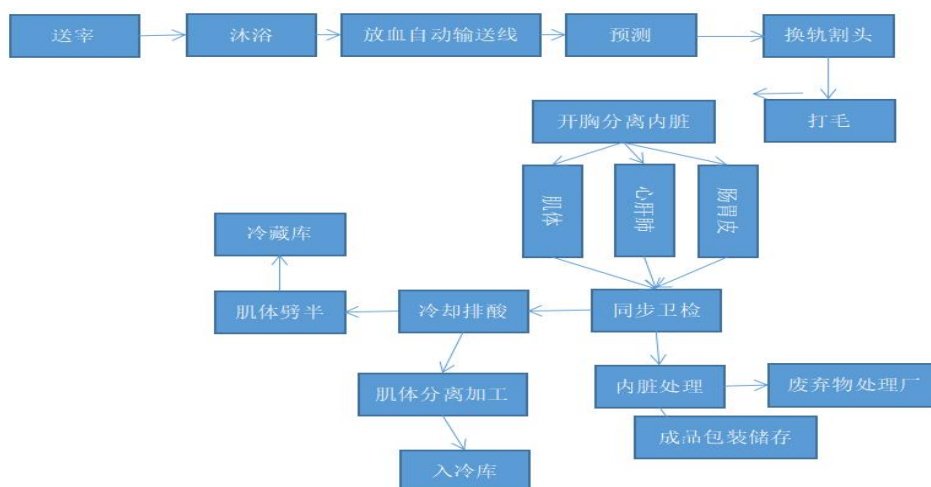 送宰
沐浴
放血自动输送线
预测
换轨割头
打毛
开胸分离内脏
肌体
心肝肺
肠胃皮
同步卫检
冷却排酸
肌体劈半
冷藏库
肌体分离加工
入冷库
内脏处理
废弃物处理厂
成品包装储存